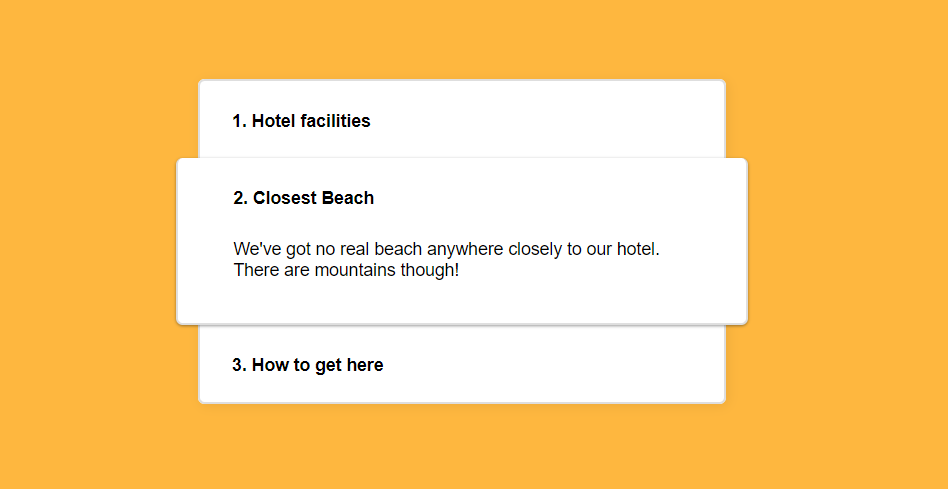 1. Hotel facilities
2. Closest Beach
We've got no real beach anywhere closely to our hotel.
There are mountains though!
3. How to get here